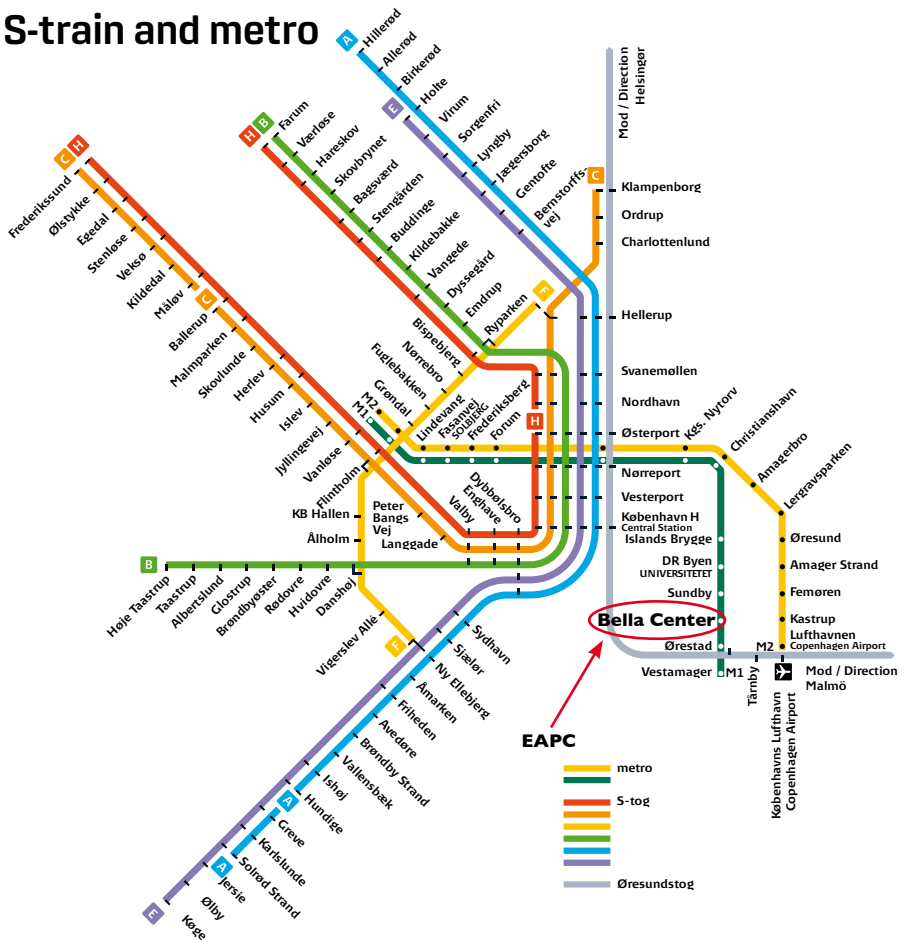 S-train and metro
A
Hillerød
Allerød
Birkerød
Holte
Virum
Sorgenfri
Lyngby
Jægersborg
Gentofte
Bernstorffs-
vej
E
H
B
Farum
Værløse
Hareskov
Skovbrynet
Bagsværd
Stengården
Buddinge
Kildebakke
Vangede
Dyssegård
Emdrup
Ryparken
F
Bispebjerg
Nørrebro
Fuglebakken
Grøndal
C
H
Frederikssund
Ølstykke
Egedal
Stenløse
Veksø
Kildedal
Måløv
C
Ballerup
Malmparken
Skovlunde
Herlev
Husum
Islev
Jyllingevej
Vanløse
Flintholm
KB Hallen
Ålholm
Peter
Bangs
Vej
Langgade
Valby
Enghave
Dybbølsbro
M2
M1
Lindevang
Fasanvej
SOLBJERG
Frederiksberg
Forum
H
Mod / Direction
Helsingør
C
Klampenborg
Ordrup
Charlottenlund
Hellerup
Svanemøllen
Nordhavn
Østerport
Nørreport
Vesterport
København H
Central Station
Kgs. Nytorv
Christianshavn
Amagerbro
Lergravsparken
Øresund
Amager Strand
Femøren
Kastrup
Lufthavnen
Copenhagen Airport
M2
Islands Brygge
DR Byen
UNIVERSITETET
Sundby
Bella Center
Ørestad
Vestamager
M1
Tårnby
Københavns Lufthavn
Copenhagen Airport
Mod / Direction
Malmö
B
Høje Taastrup
Taastrup
Albertslund
Clostrup
Brøndbyøster
Rødovre
Hvidovre
Danshøj
Vigerslev Allé
F
Sydhavn
Sjælør
Ny Ellebjerg
Åmarken
Friheden
Avedøre
Brøndby Strand
Vallensbæk
Ishøj
Hundige
A
Greve
Karlslunde
Solrød Strand
A
Jersie
Ølby
Køge
E
EAPC
metro
S-tog
Øresundstog